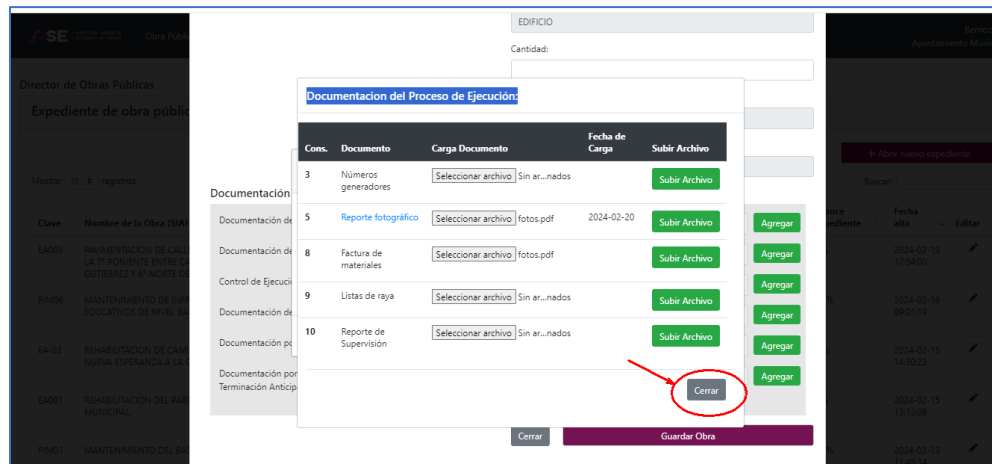 EDIFICIO
SE
Obra Públi
Cantidad:
Ayuntamiento Muni
Director de Obras Públicas
Expediente de obra públic
Documentacion del Proceso de Ejecución:
+ Abrir nuevo expediente
Cons. Documento Carga Documento Fecha de Carga Subir Archivo
3 Números generadores Seleccionar archivo Sin ar...nados Subir Archivo
5 Reporte fotográfico Seleccionar archivo fotos.pdf 2024-02-20 Subir Archivo
8 Factura de materiales Seleccionar archivo fotos.pdf Subir Archivo
9 Listas de raya Seleccionar archivo Sin ar...nados Subir Archivo
10 Reporte de Supervisión Seleccionar archivo Sin ar...nados Subir Archivo
Cerrar
Mostrar 10 registros
Buscar:
Documentación
Clave Nombre de la Obra (SIAH
Fecha alta Editar
Documentación de Agregar
Documentación de Agregar
Control de Ejecuci Agregar
Documentación de Agregar
Documentación po Agregar
Documentación por Terminación Anticip Agregar
EA005 PAVIMENTACION DE CALL
LA 7ª PONIENTE ENTRE CA
GUTIERREZ Y 6ª NORTE DE
2024-02-19 17:54:00
PIM06 MANTENIMIENTO DE INFR
EDUCATIVOS DE NIVEL BA
2024-02-16 09:01:19
EA-03 REHABILITACION DE CAM
NUEVA ESPERANZA A LA
2024-02-15 14:30:23
EA001 REHABILITACION DEL PAR
MUNICIPAL
2024-02-15 13:13:09
PIM01 MANTENIMIENTO DEL BA
2024-02-13
Cerrar Guardar Obra